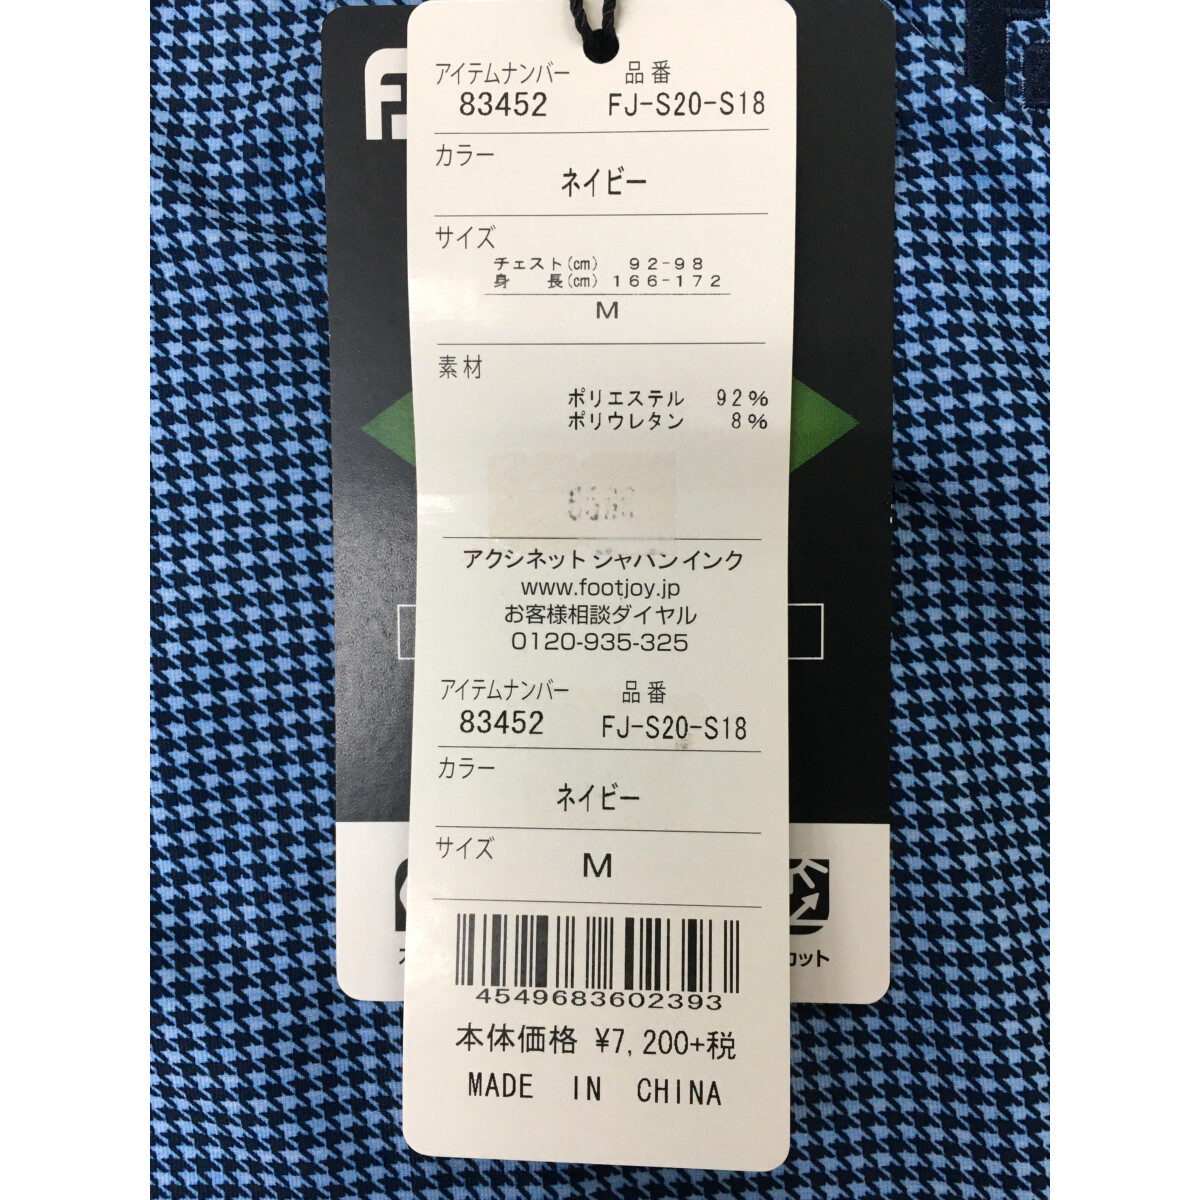 アイテムナンバー 品番
83452 FJ-S20-S18
カラー
ネイビー
サイズ
チェスト(cm) 92-98
身長(cm) 166-172
M
素材
ポリエステル 92%
ポリウレタン 8%
アクシネット ジャパン インク
www.footjoy.jp
お客様相談ダイヤル
0120-935-325
アイテムナンバー 品番
83452 FJ-S20-S18
カラー
ネイビー
サイズ M
4549683602393
本体価格 ¥7,200+税
MADE IN CHINA
カット